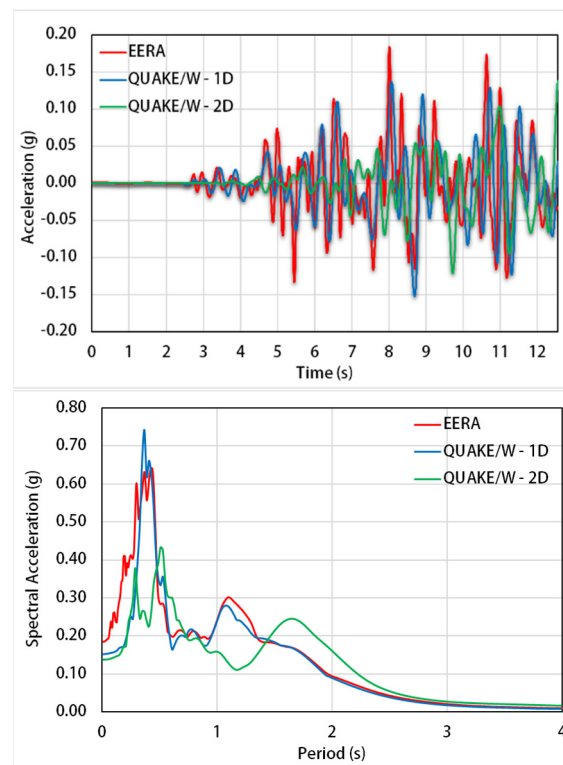 0.20
0.15
0.10
0.05
0.00
-0.05
-0.10
-0.15
-0.20
Acceleration (g)
EERA
QUAKE/W - 1D
QUAKE/W - 2D
0 1 2 3 4 5 6 7 8 9 10 11 12
Time (s)
0.80
0.70
0.60
0.50
0.40
0.30
0.20
0.10
0.00
Spectral Acceleration (g)
EERA
QUAKE/W - 1D
QUAKE/W - 2D
0 1 2 3 4
Period (s)